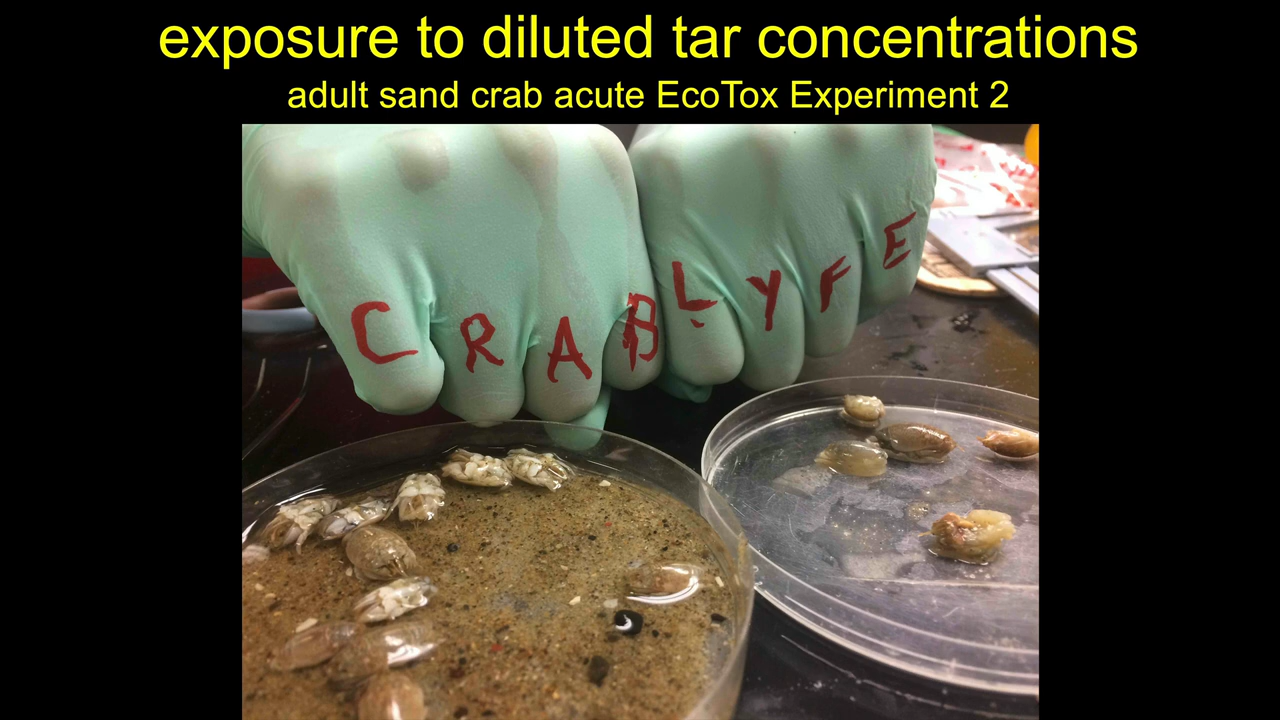 exposure to diluted tar concentrations
adult sand crab acute EcoTox Experiment 2
CRAB LYFE